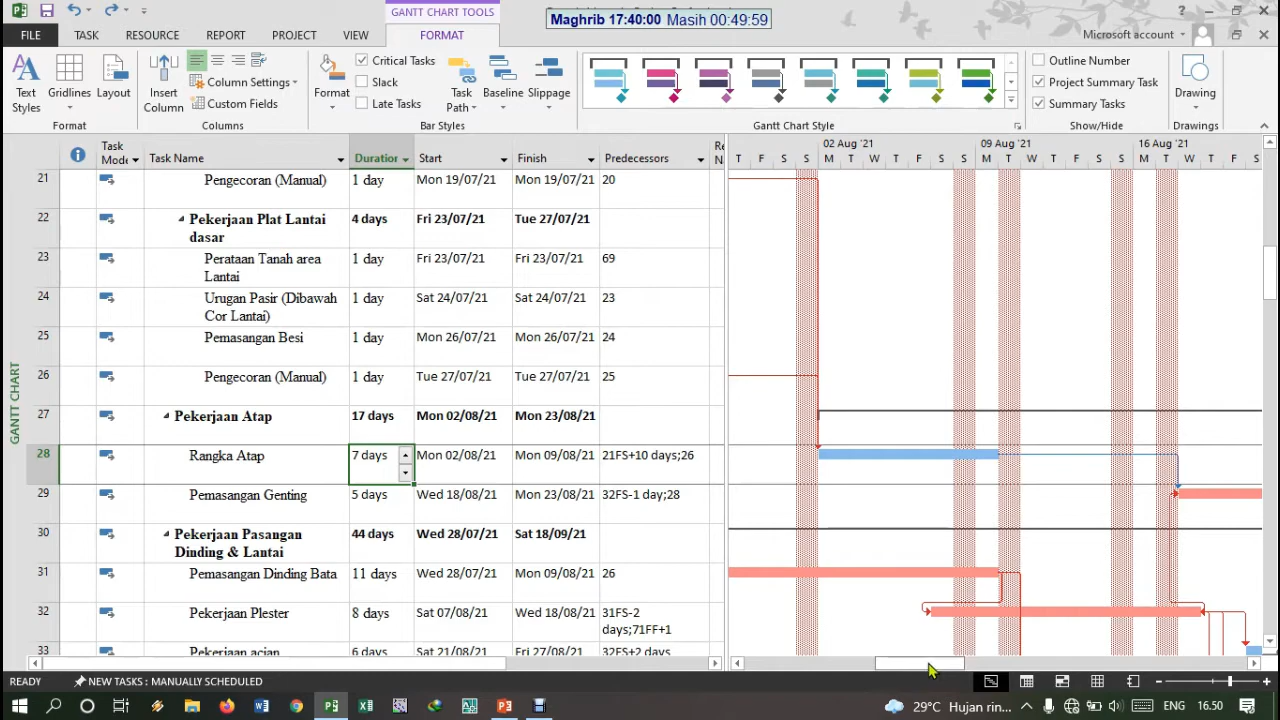 GANTT CHART TOOLS
Maghrib 17:40:00 Masih 00:49:59
FILE TASK RESOURCE REPORT PROJECT VIEW FORMAT Microsoft account
Text Styles Gridlines Layout
Format
Insert Column Column Settings Custom Fields
Columns
Format Critical Tasks Slack Late Tasks Task Path Baseline Slippage
Bar Styles
Gantt Chart Style
Outline Number Project Summary Task Summary Tasks
Show/Hide
Drawing
Drawings
Task Mode Task Name Duration Start Finish Predecessors
02 Aug '21 09 Aug '21 16 Aug '21
T F S S M T W T F S S M T W T F S S M T W T F S
GANTT CHART
21 Pengecoran (Manual) 1 day Mon 19/07/21 Mon 19/07/21 20
22 Pekerjaan Plat Lantai dasar 4 days Fri 23/07/21 Tue 27/07/21
23 Perataan Tanah area Lantai 1 day Fri 23/07/21 Fri 23/07/21 69
24 Urugan Pasir (Dibawah Cor Lantai) 1 day Sat 24/07/21 Sat 24/07/21 23
25 Pemasangan Besi 1 day Mon 26/07/21 Mon 26/07/21 24
26 Pengecoran (Manual) 1 day Tue 27/07/21 Tue 27/07/21 25
27 Pekerjaan Atap 17 days Mon 02/08/21 Mon 23/08/21
28 Rangka Atap 7 days Mon 02/08/21 Mon 09/08/21 21FS+10 days;26
29 Pemasangan Genting 5 days Wed 18/08/21 Mon 23/08/21 32FS-1 day;28
30 Pekerjaan Pasangan Dinding & Lantai 44 days Wed 28/07/21 Sat 18/09/21
31 Pemasangan Dinding Bata 11 days Wed 28/07/21 Mon 09/08/21 26
32 Pekerjaan Plester 8 days Sat 07/08/21 Wed 18/08/21 31FS-2 days;71FF+1
33 Pekerjaan acian 6 days Sat 21/08/21 Fri 27/08/21 32FS+2 days
READY NEW TASKS : MANUALLY SCHEDULED
29°C Hujan rin... ENG 16.50